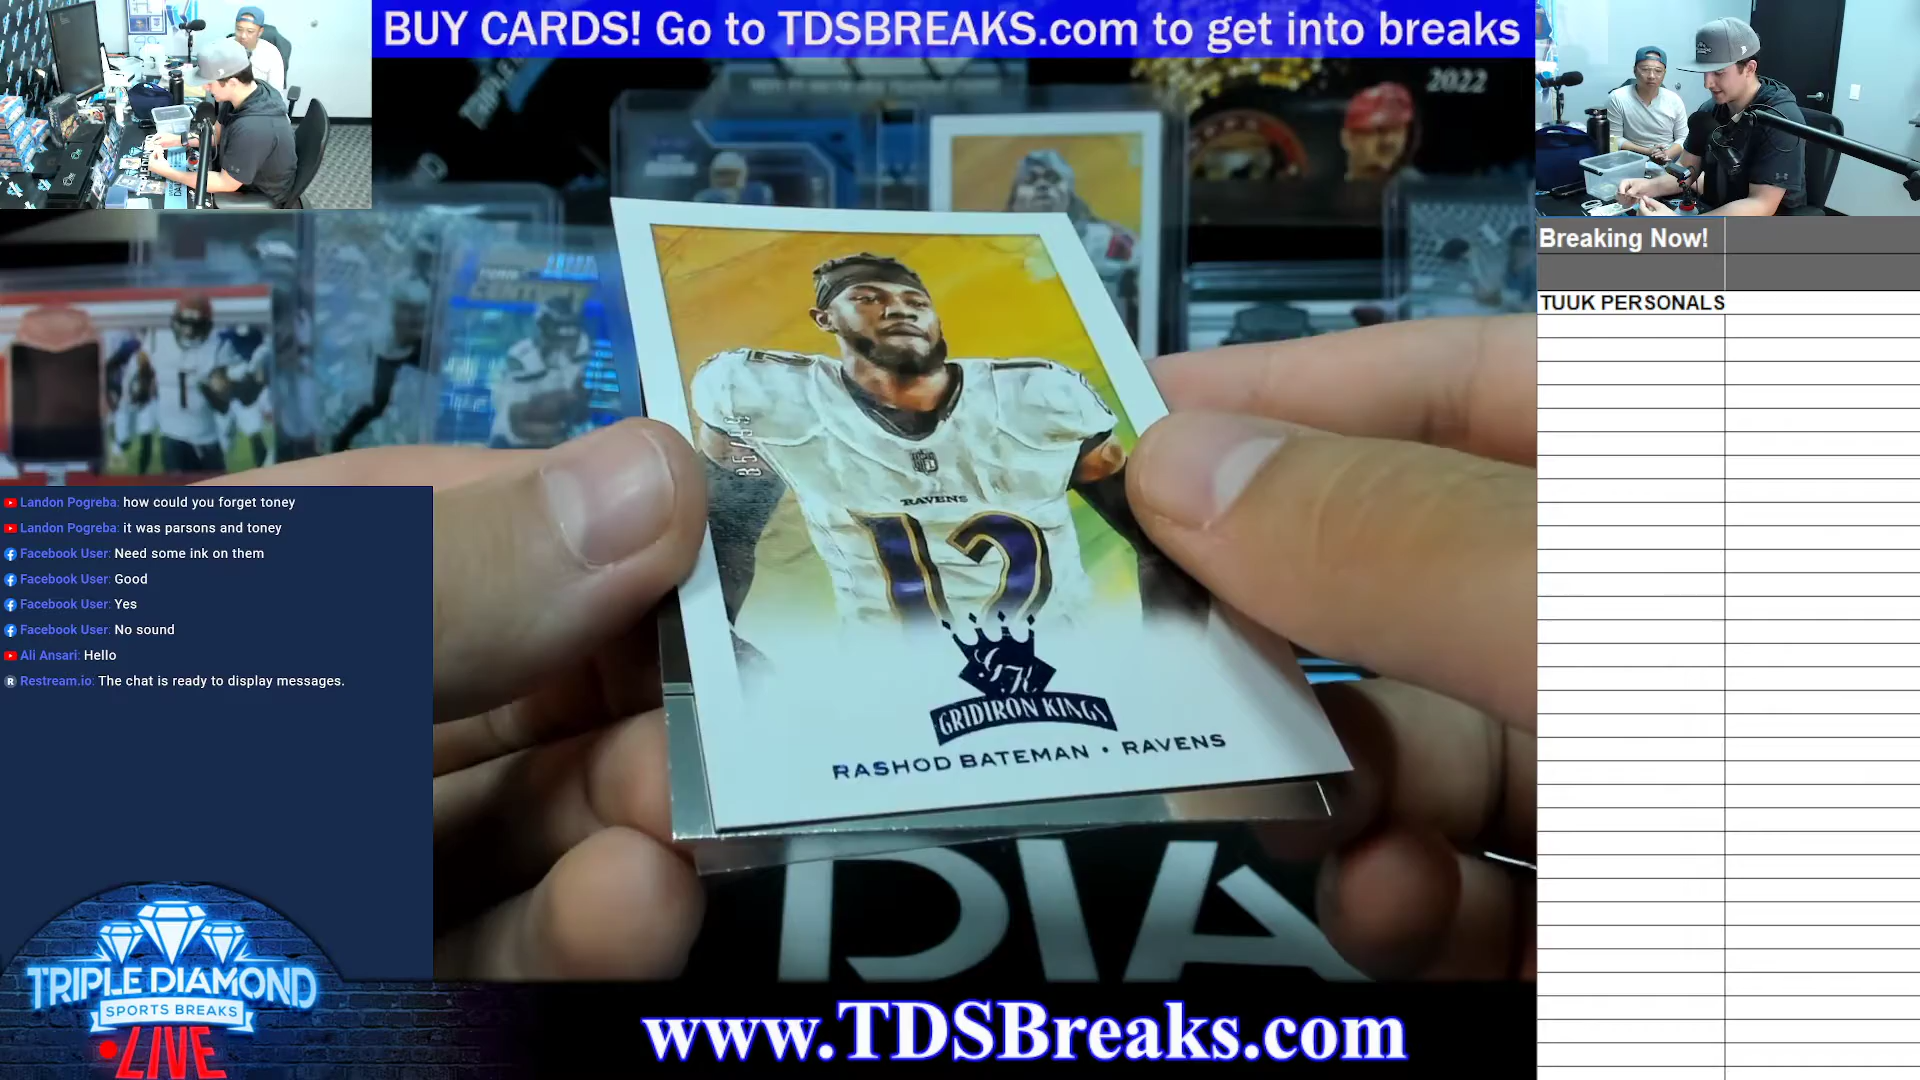 BUY CARDS! Go to TDSBREAKS.com to get into breaks
2022
Breaking Now!
TUUK PERSONALS
RAVENS
12
GK
GRIDIRON KINGS
RASHOD BATEMAN • RAVENS
Landon Pogreba: how could you forget toney
Landon Pogreba: it was parsons and toney
Facebook User: Need some ink on them
Facebook User: Good
Facebook User: Yes
Facebook User: No sound
Ali Ansari: Hello
Restream.io: The chat is ready to display messages.
DIA
TRIPLE DIAMOND
SPORTS BREAKS
LIVE
www.TDSBreaks.com